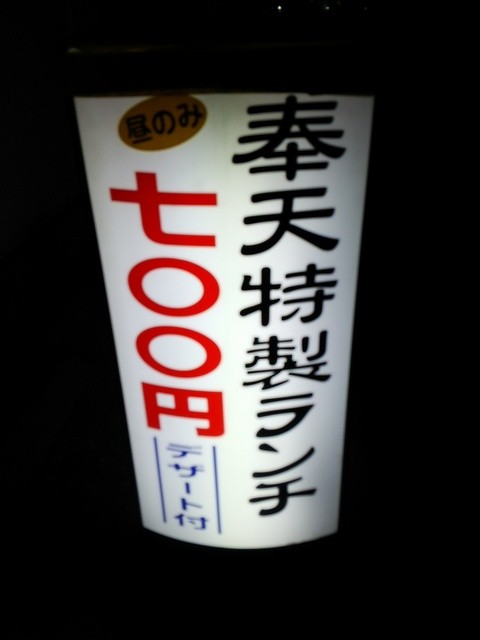 奉天特製ランチ
昼のみ
七〇〇円
デザート付